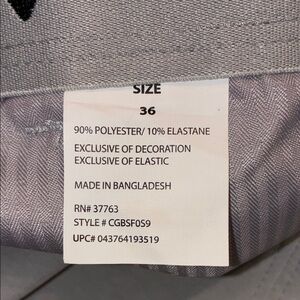 SIZE
36
90% POLYESTER/ 10% ELASTANE
EXCLUSIVE OF DECORATION
EXCLUSIVE OF ELASTIC
MADE IN BANGLADESH
RN# 37763
STYLE # CGBSF0S9
UPC# 043764193519